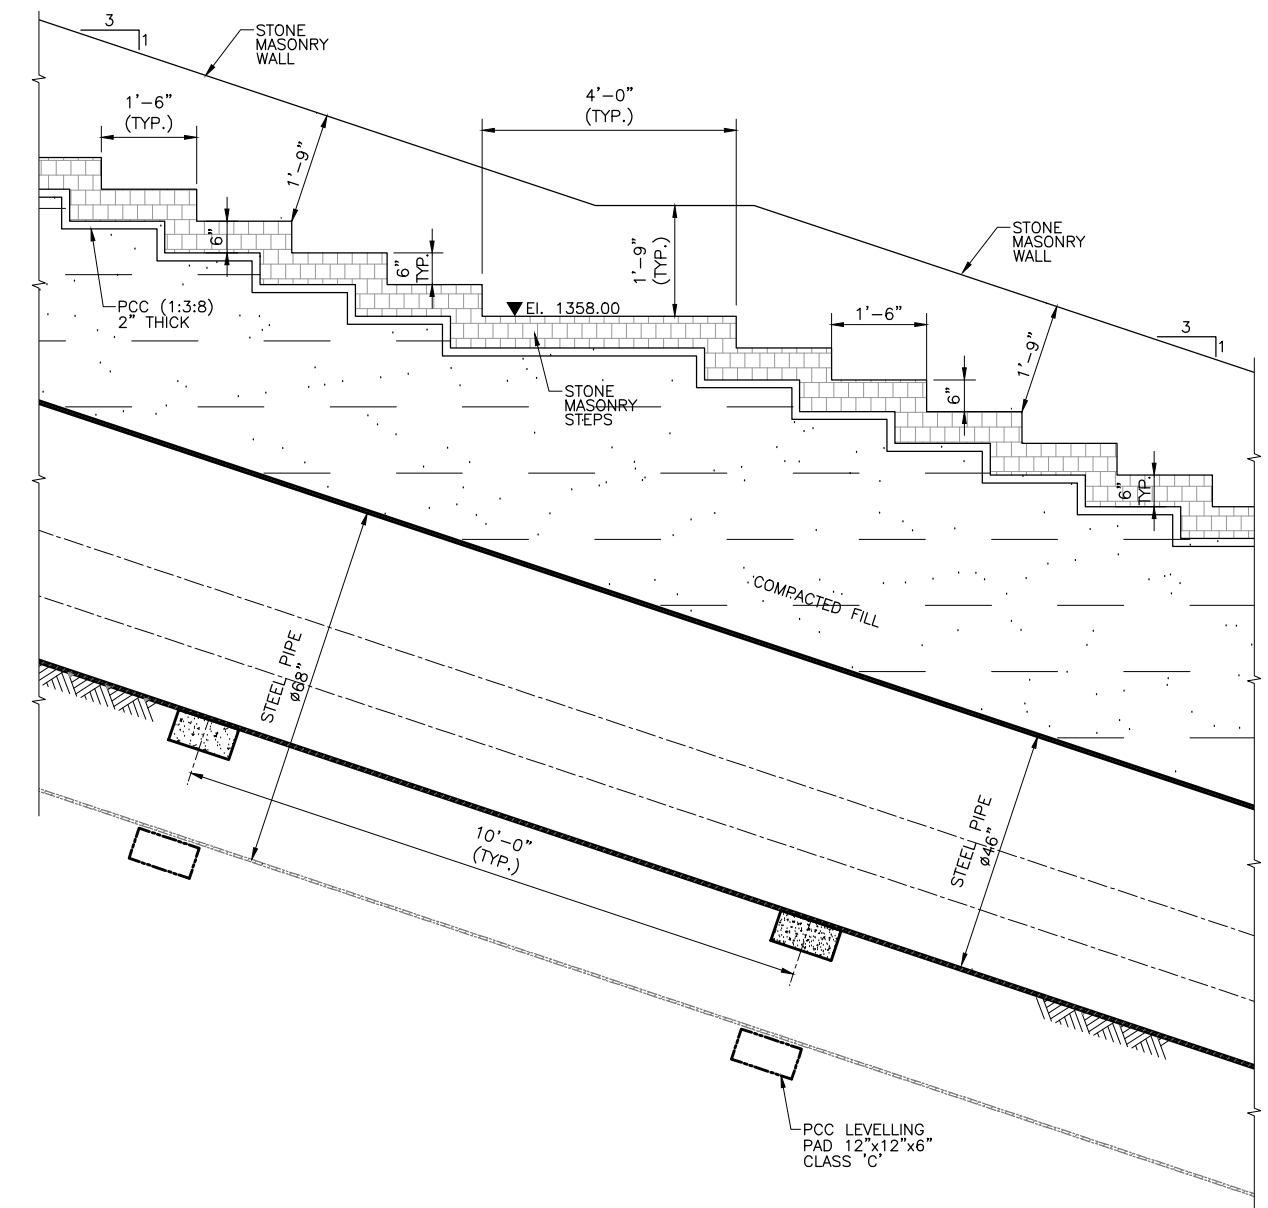 3
1
STONE
MASONRY
WALL
1'-6"
(TYP.)
4'-0"
(TYP.)
1'-9"
6"
6"
TYP.
1'-9"
(TYP.)
STONE
MASONRY
WALL
PCC (1:3:8)
2" THICK
El. 1358.00
1'-6"
3
1
1'-9"
6"
STONE
MASONRY
STEPS
6"
TYP.
COMPACTED FILL
STEEL PIPE
ø68"
STEEL PIPE
ø46"
10'-0"
(TYP.)
PCC LEVELLING
PAD 12"x12"x6"
CLASS 'C'